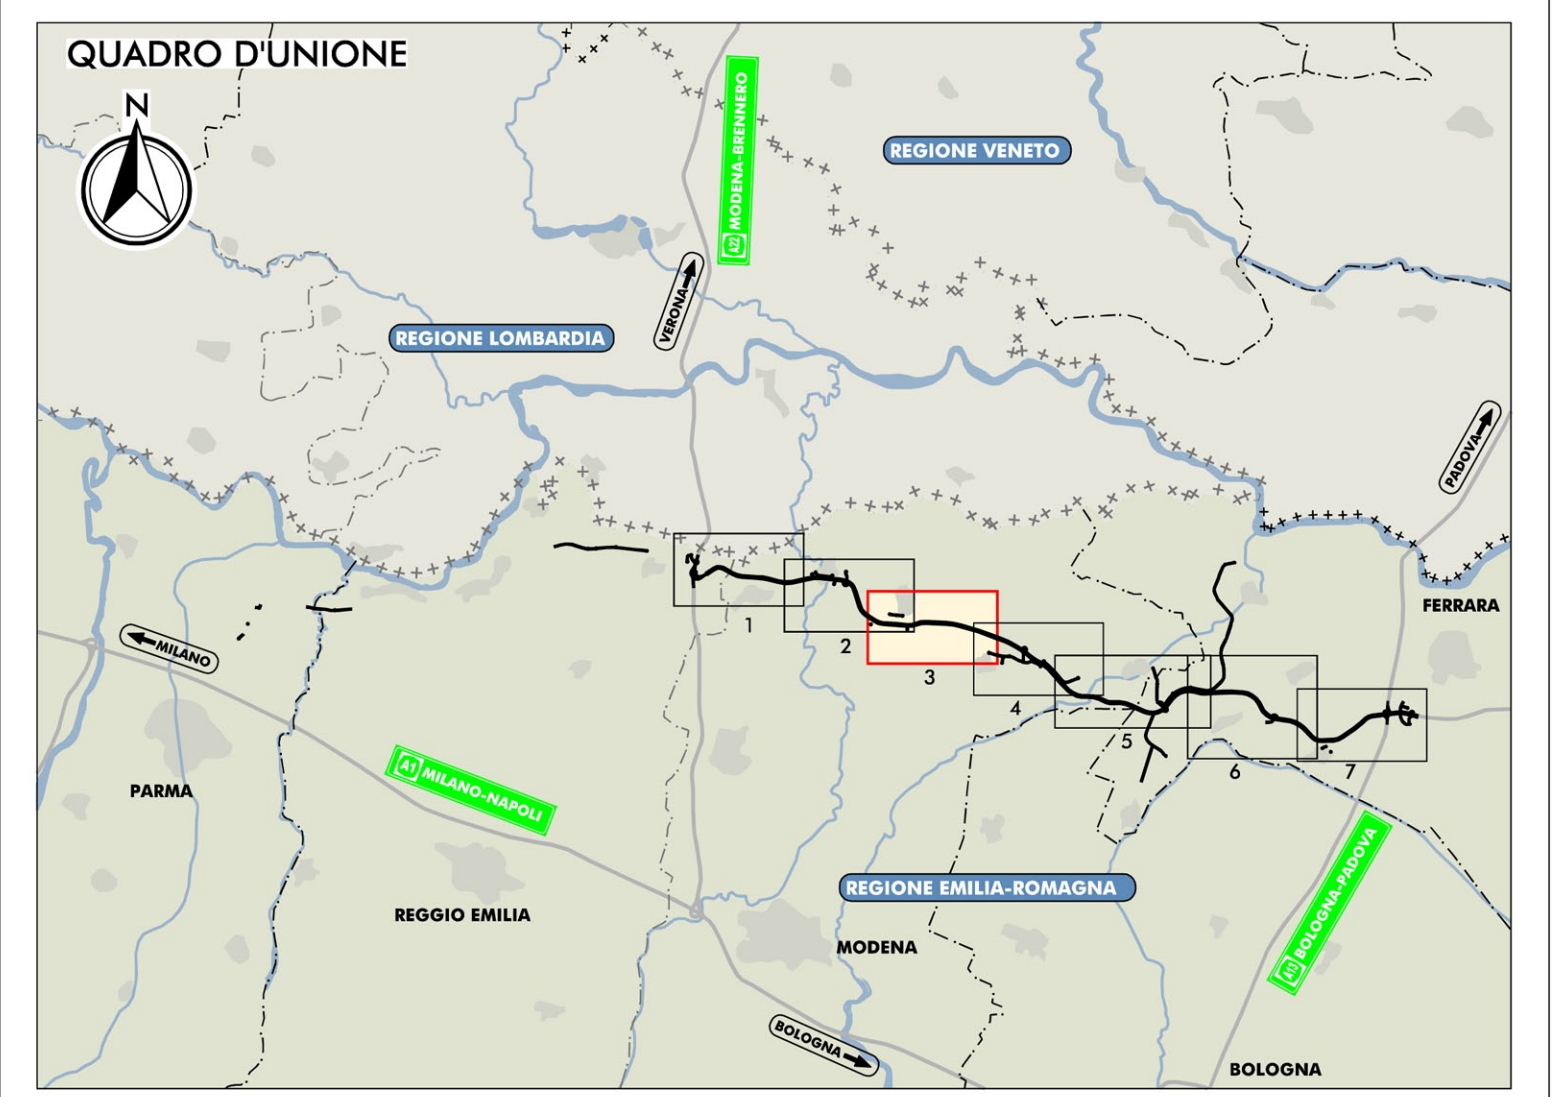 QUADRO D'UNIONE
N
A22 MODENA-BRENNERO
REGIONE VENETO
VERONA
REGIONE LOMBARDIA
PADOVA
FERRARA
MILANO
1
2
3
4
5
6
7
PARMA
A1 MILANO-NAPOLI
REGIONE EMILIA-ROMAGNA
A13 BOLOGNA-PADOVA
REGGIO EMILIA
MODENA
BOLOGNA
BOLOGNA